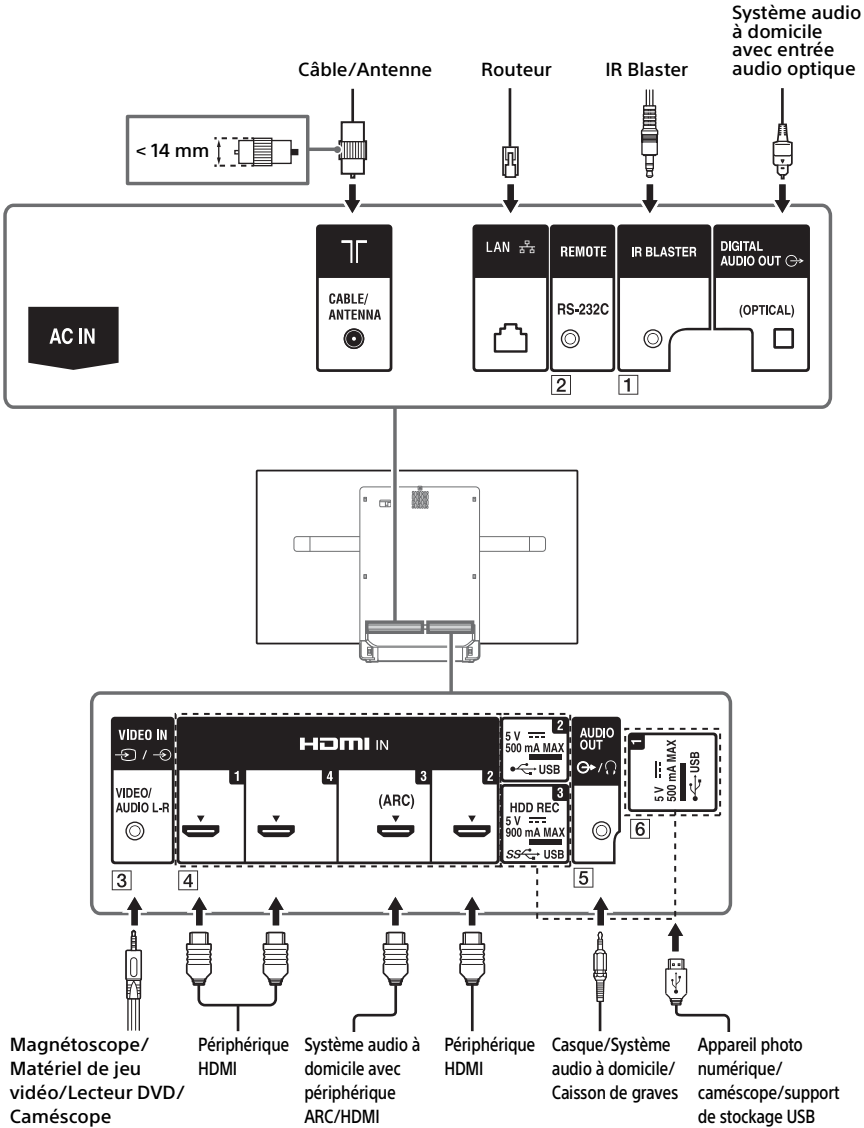 Système audio
à domicile
avec entrée
audio optique
Câble/Antenne
Routeur
IR Blaster
< 14 mm
LAN
REMOTE
IR BLASTER
DIGITAL
AUDIO OUT
CABLE/
ANTENNA
RS-232C
(OPTICAL)
AC IN
2
1
VIDEO IN
/
HDMI IN
2
5 V
500 mA MAX
USB
AUDIO
OUT
/
1
5 V
500 mA MAX
USB
VIDEO/
AUDIO L-R
1
4
3
(ARC)
2
3
HDD REC
5 V
900 mA MAX
SS USB
6
3
4
5
Magnétoscope/
Matériel de jeu
vidéo/Lecteur DVD/
Caméscope
Périphérique
HDMI
Système audio à
domicile avec
périphérique
ARC/HDMI
Périphérique
HDMI
Casque/Système
audio à domicile/
Caisson de graves
Appareil photo
numérique/
caméscope/support
de stockage USB